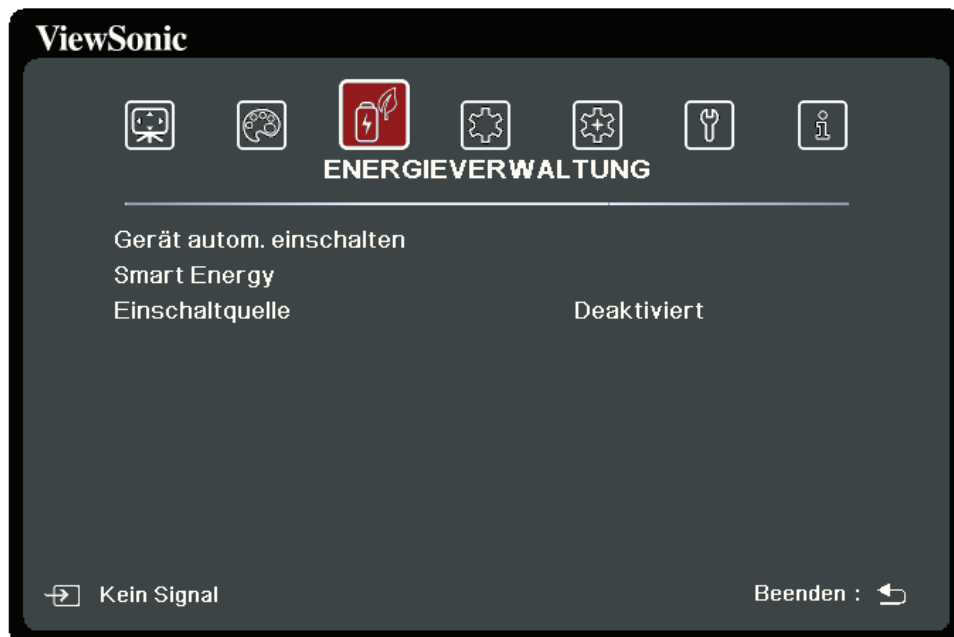 ViewSonic
ENERGIEVERWALTUNG
Gerät autom. einschalten
Smart Energy
Einschaltquelle Deaktiviert
Kein Signal Beenden :